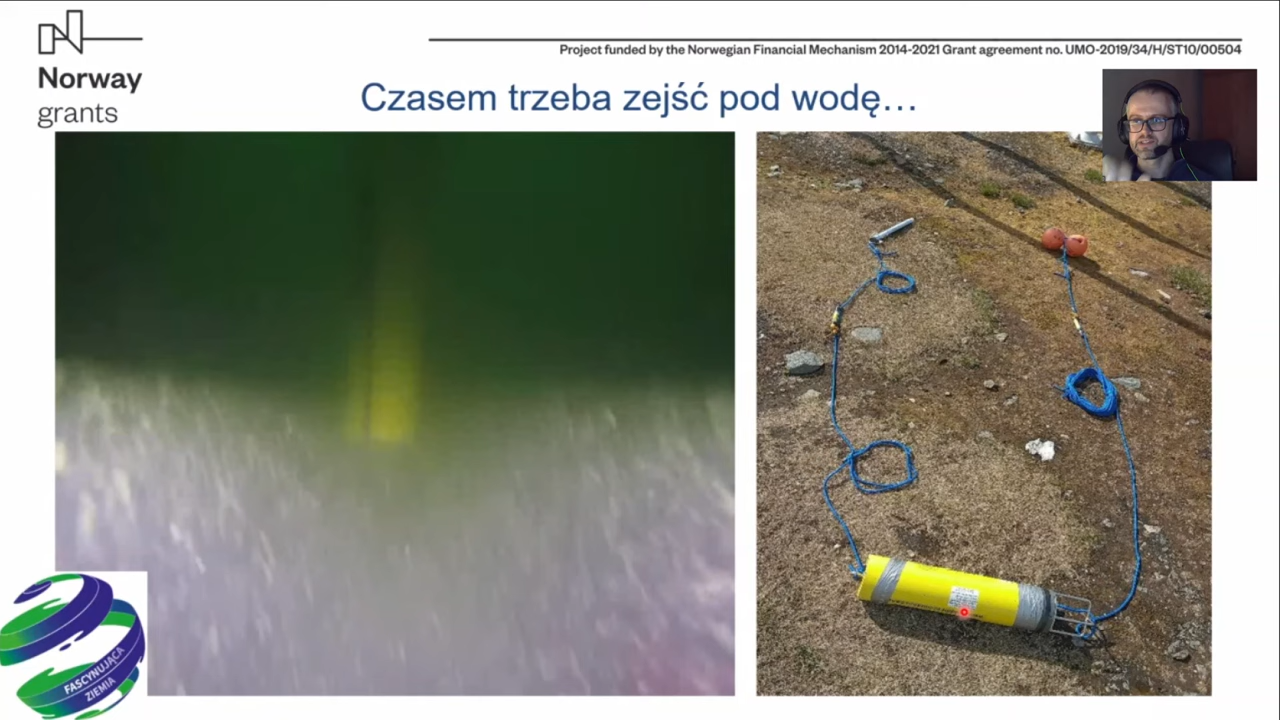 Norway
grants
Project funded by the Norwegian Financial Mechanism 2014-2021 Grant agreement no. UMO-2019/34/H/ST10/00504
Czasem trzeba zejść pod wodę…
FASCYNUJĄCA
ZIEMIA